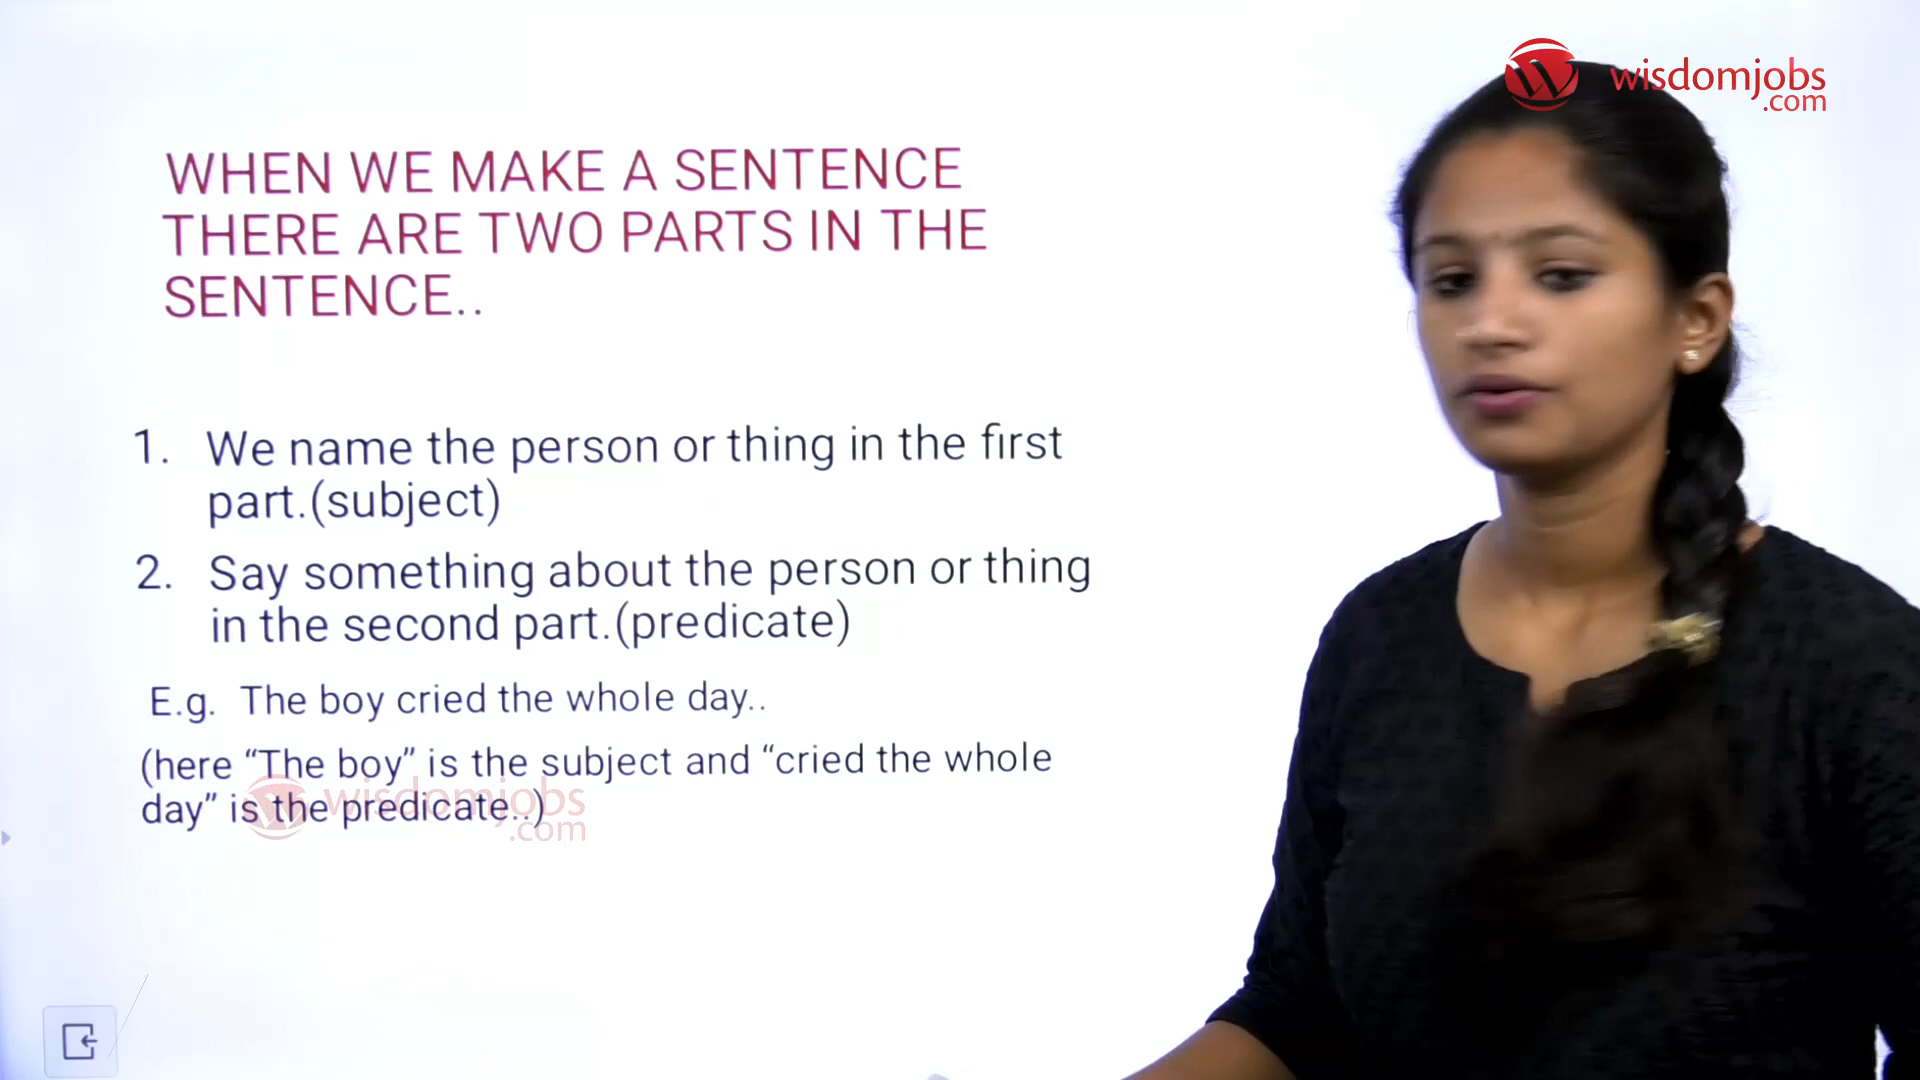 wisdomjobs
.com
WHEN WE MAKE A SENTENCE
THERE ARE TWO PARTS IN THE
SENTENCE..
1. We name the person or thing in the first
part.(subject)
2. Say something about the person or thing
in the second part.(predicate)
E.g. The boy cried the whole day..
(here “The boy” is the subject and “cried the whole
day” is the predicate..)
wisdomjobs
.com